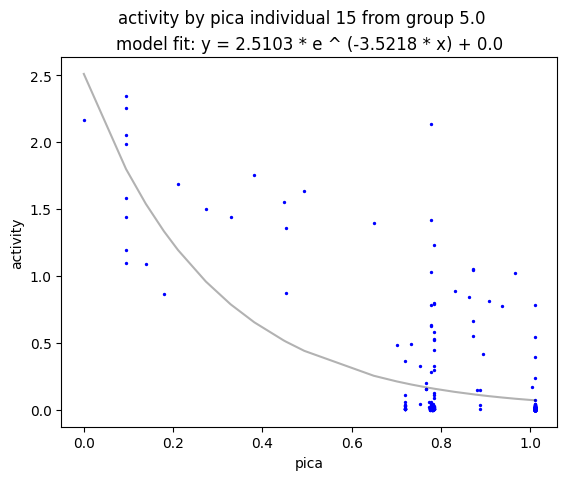 activity by pica individual 15 from group 5.0
model fit: y = 2.5103 * e ^ (-3.5218 * x) + 0.0
2.5
2.0
1.5
1.0
0.5
0.0
activity
0.0 0.2 0.4 0.6 0.8 1.0
pica